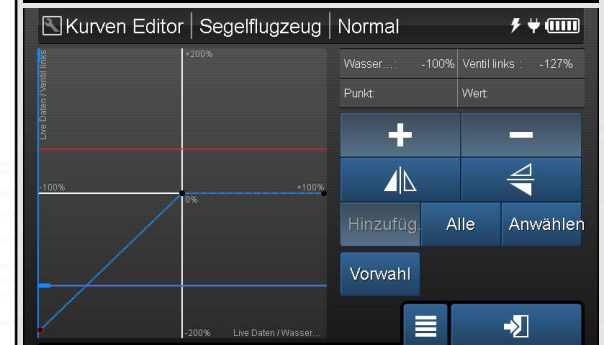 Kurven Editor | Segelflugzeug | Normal
Live Daten / Ventil links
+200%
-100%
+100%
0%
-200%
Live Daten / Wasser...
Wasser...: -100% Ventil links : -127%
Punkt: Wert:
Hinzufüg. Alle Anwählen
Vorwahl